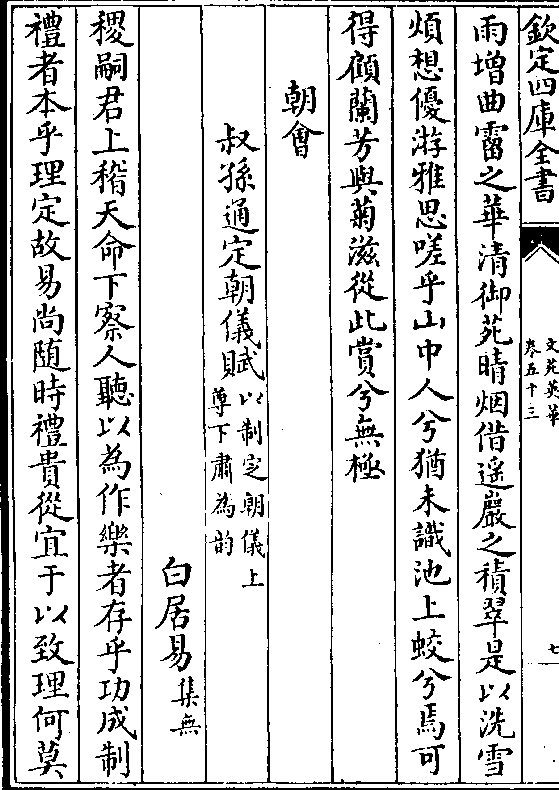 欽定四庫全書
文苑英華
卷五十三
七
雨增曲霤之華清御苑晴烟借遥巖之積翠是以洗雪
煩想優游雅思嗟乎山中人兮猶未識池上蛟兮焉可
得顧蘭芳與菊滋從此賞兮無極
朝會
叔孫通定朝儀賦以制定朝儀上
尊下肅為韵
白居易集無
稷嗣君上稽天命下察人聽以為作樂者存乎功成制
禮者本乎理定故易尚随時禮貴從宜于以致理何莫